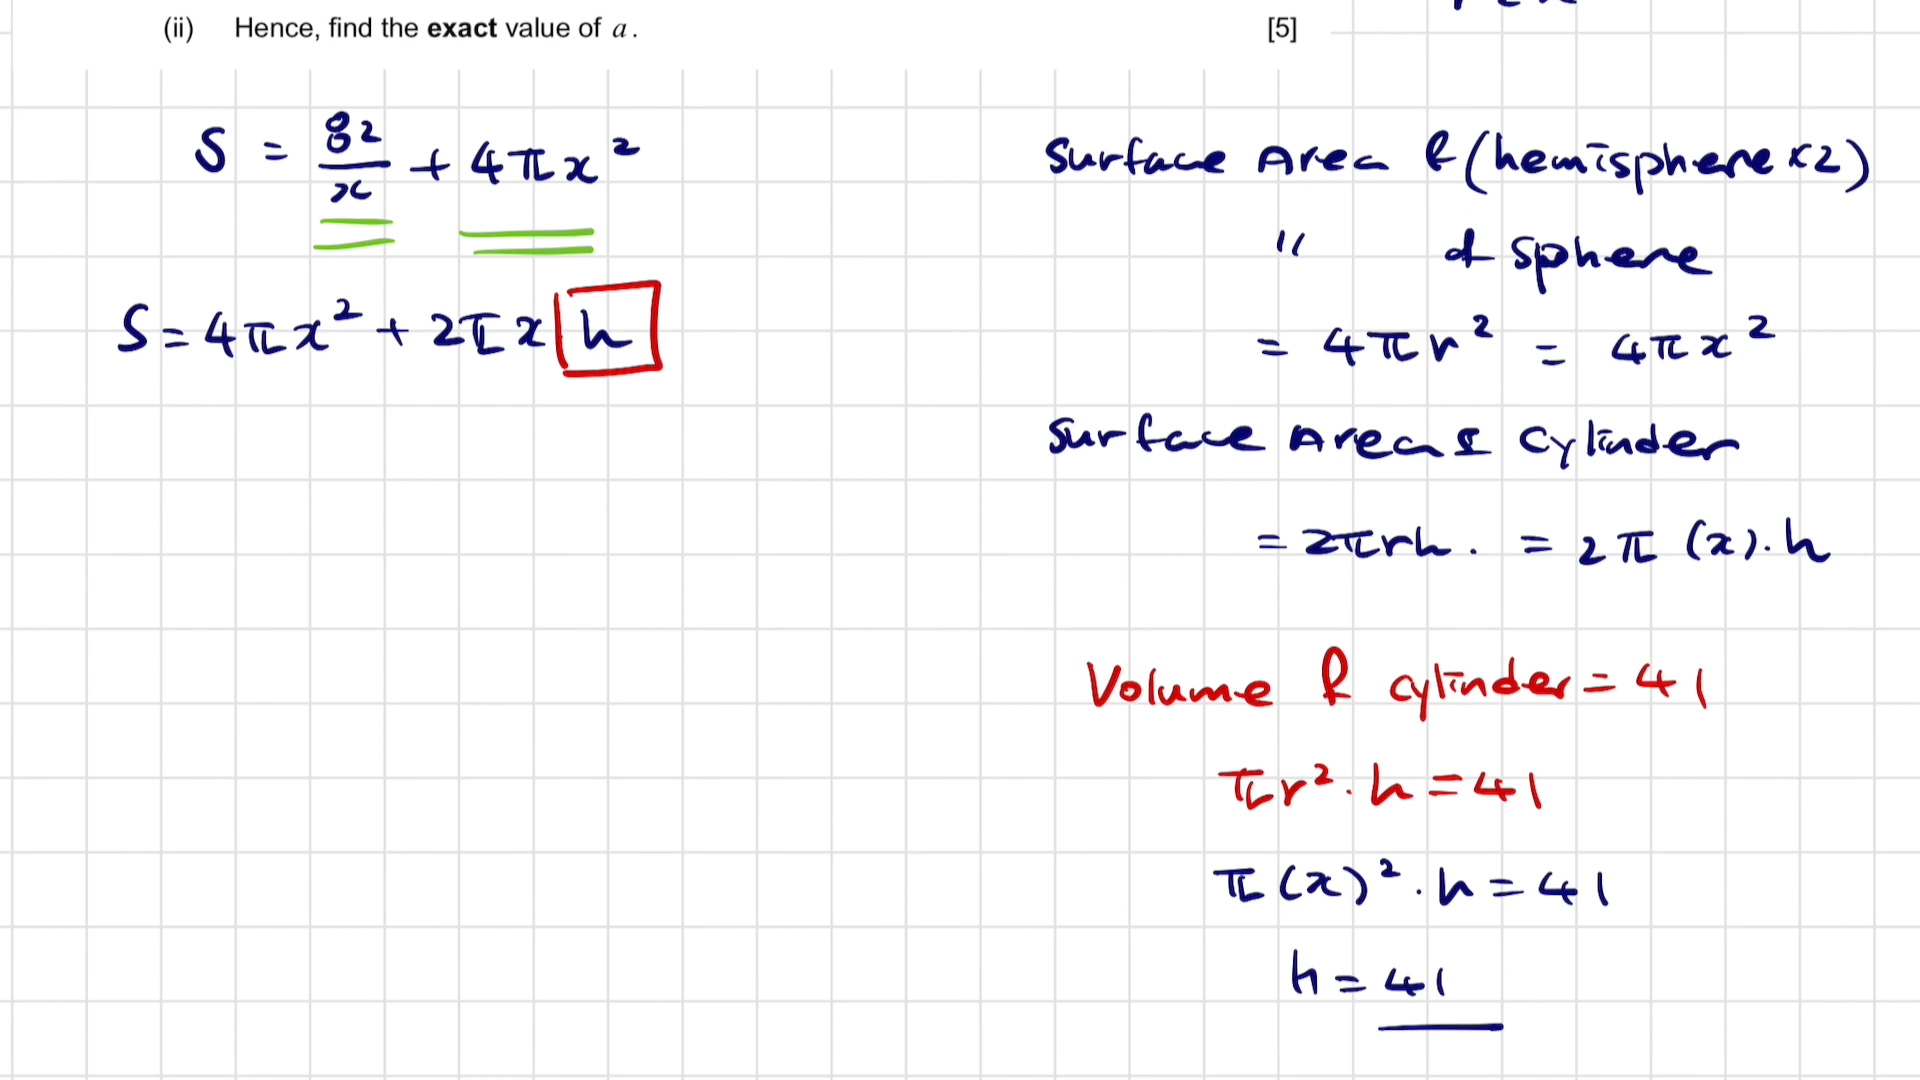 (ii) Hence, find the exact value of a. [5]
S = 82/x + 4πx²
S = 4πx² + 2πx h
Surface Area of (hemisphere x2)
" of sphere
= 4πr² = 4πx²
Surface Area of cylinder
= 2πrh. = 2π (x).h
Volume of cylinder = 41
πr².h = 41
π(x)².h = 41
h = 41